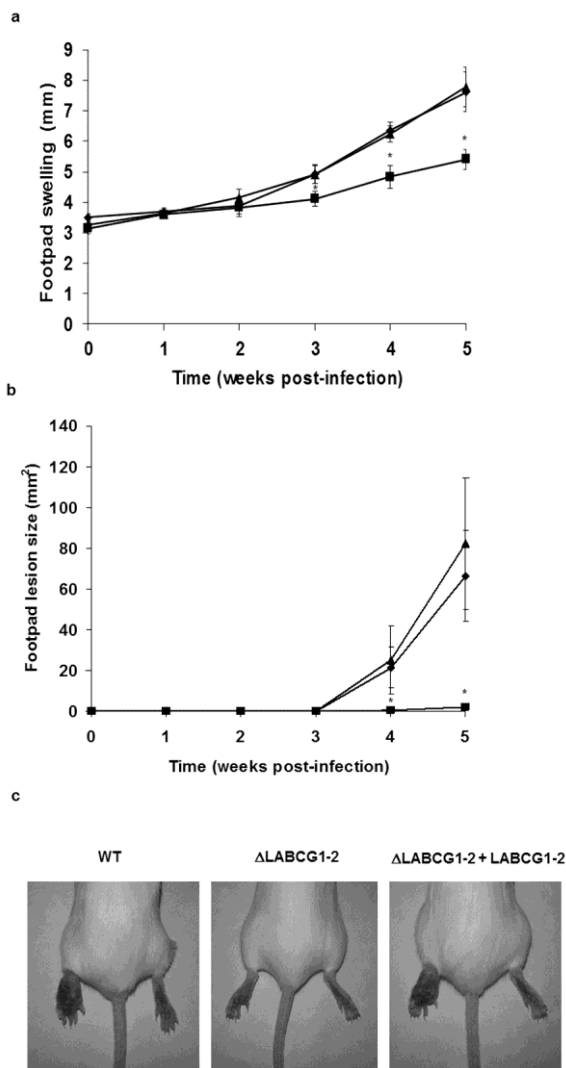 a
Footpad swelling (mm)
9
8
7
6
5
4
3
2
1
0
*
*
*
0 1 2 3 4 5
Time (weeks post-infection)
b
Footpad lesion size (mm²)
140
120
100
80
60
40
20
0
*
*
0 1 2 3 4 5
Time (weeks post-infection)
c
WT ΔLABCG1-2 ΔLABCG1-2 + LABCG1-2